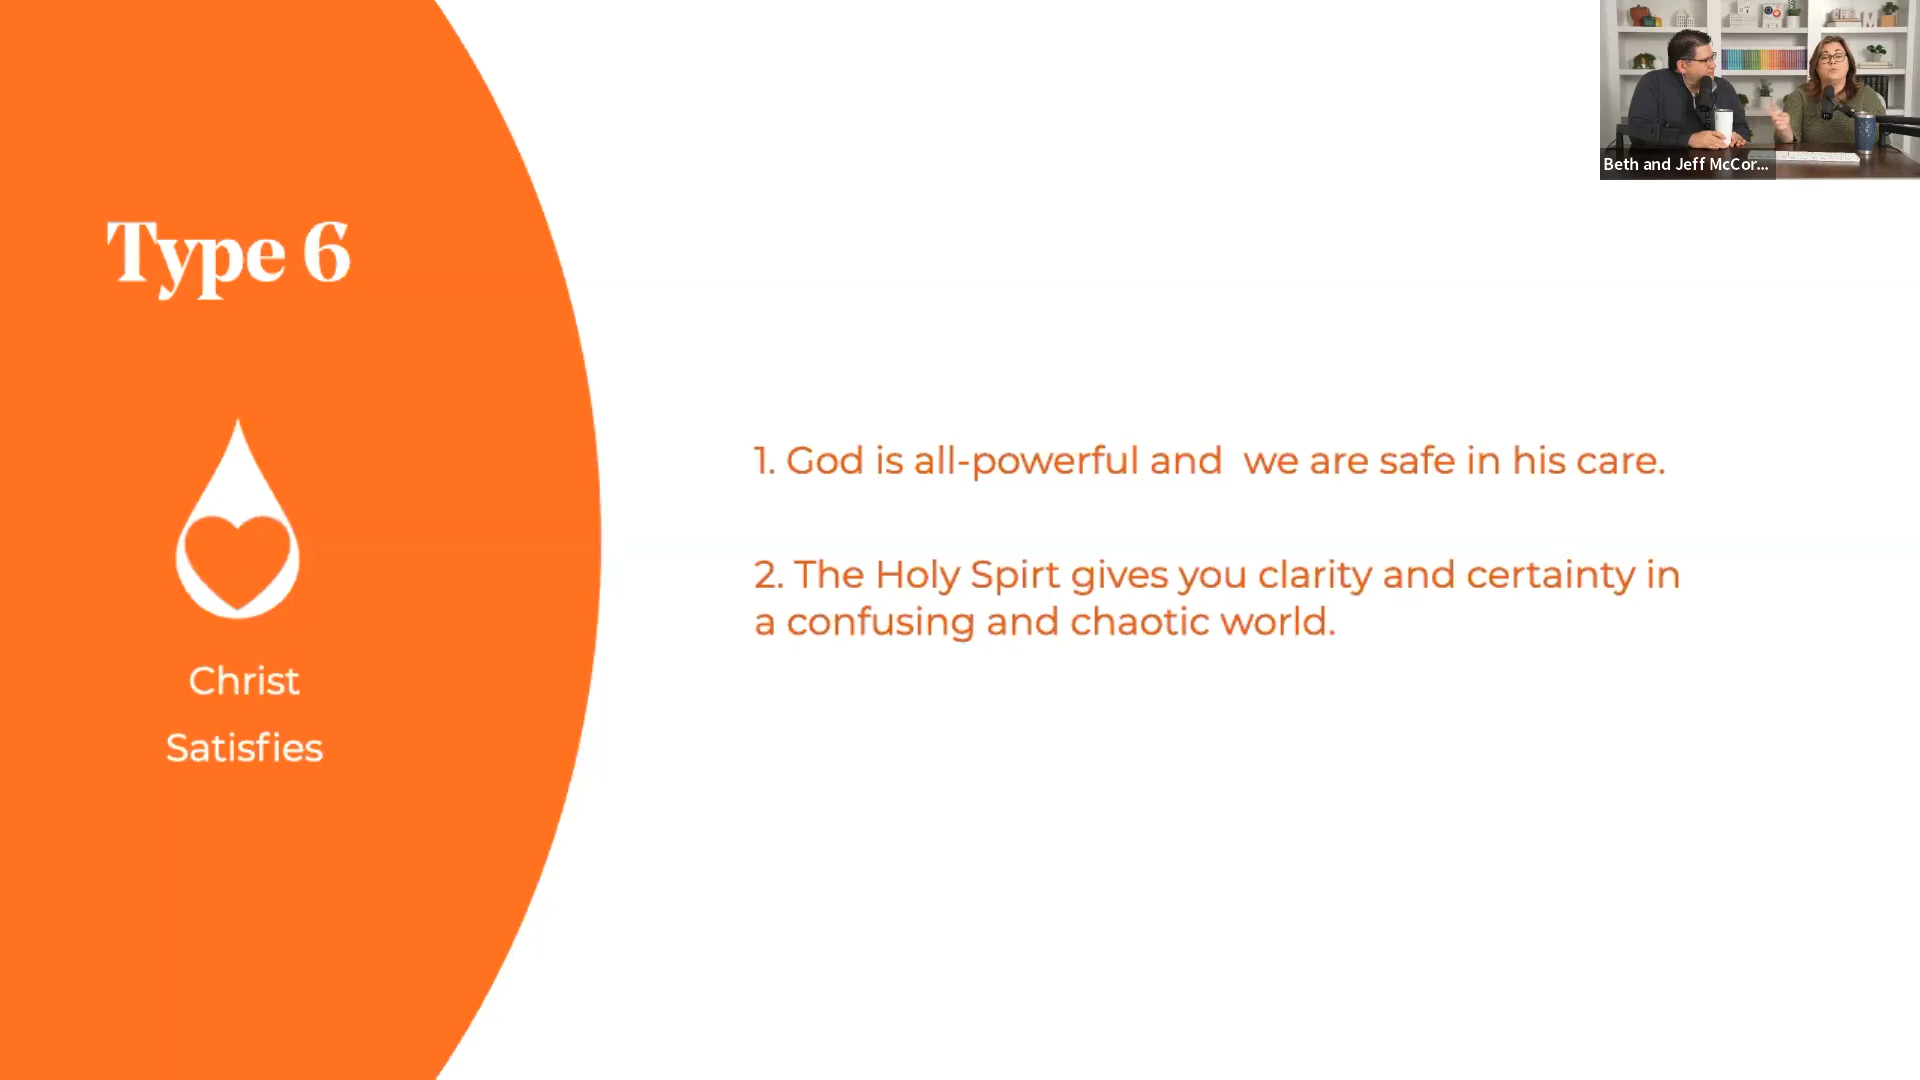 Type 6
Christ
Satisfies
1. God is all-powerful and  we are safe in his care.
2. The Holy Spirt gives you clarity and certainty in
a confusing and chaotic world.
Beth and Jeff McCor...